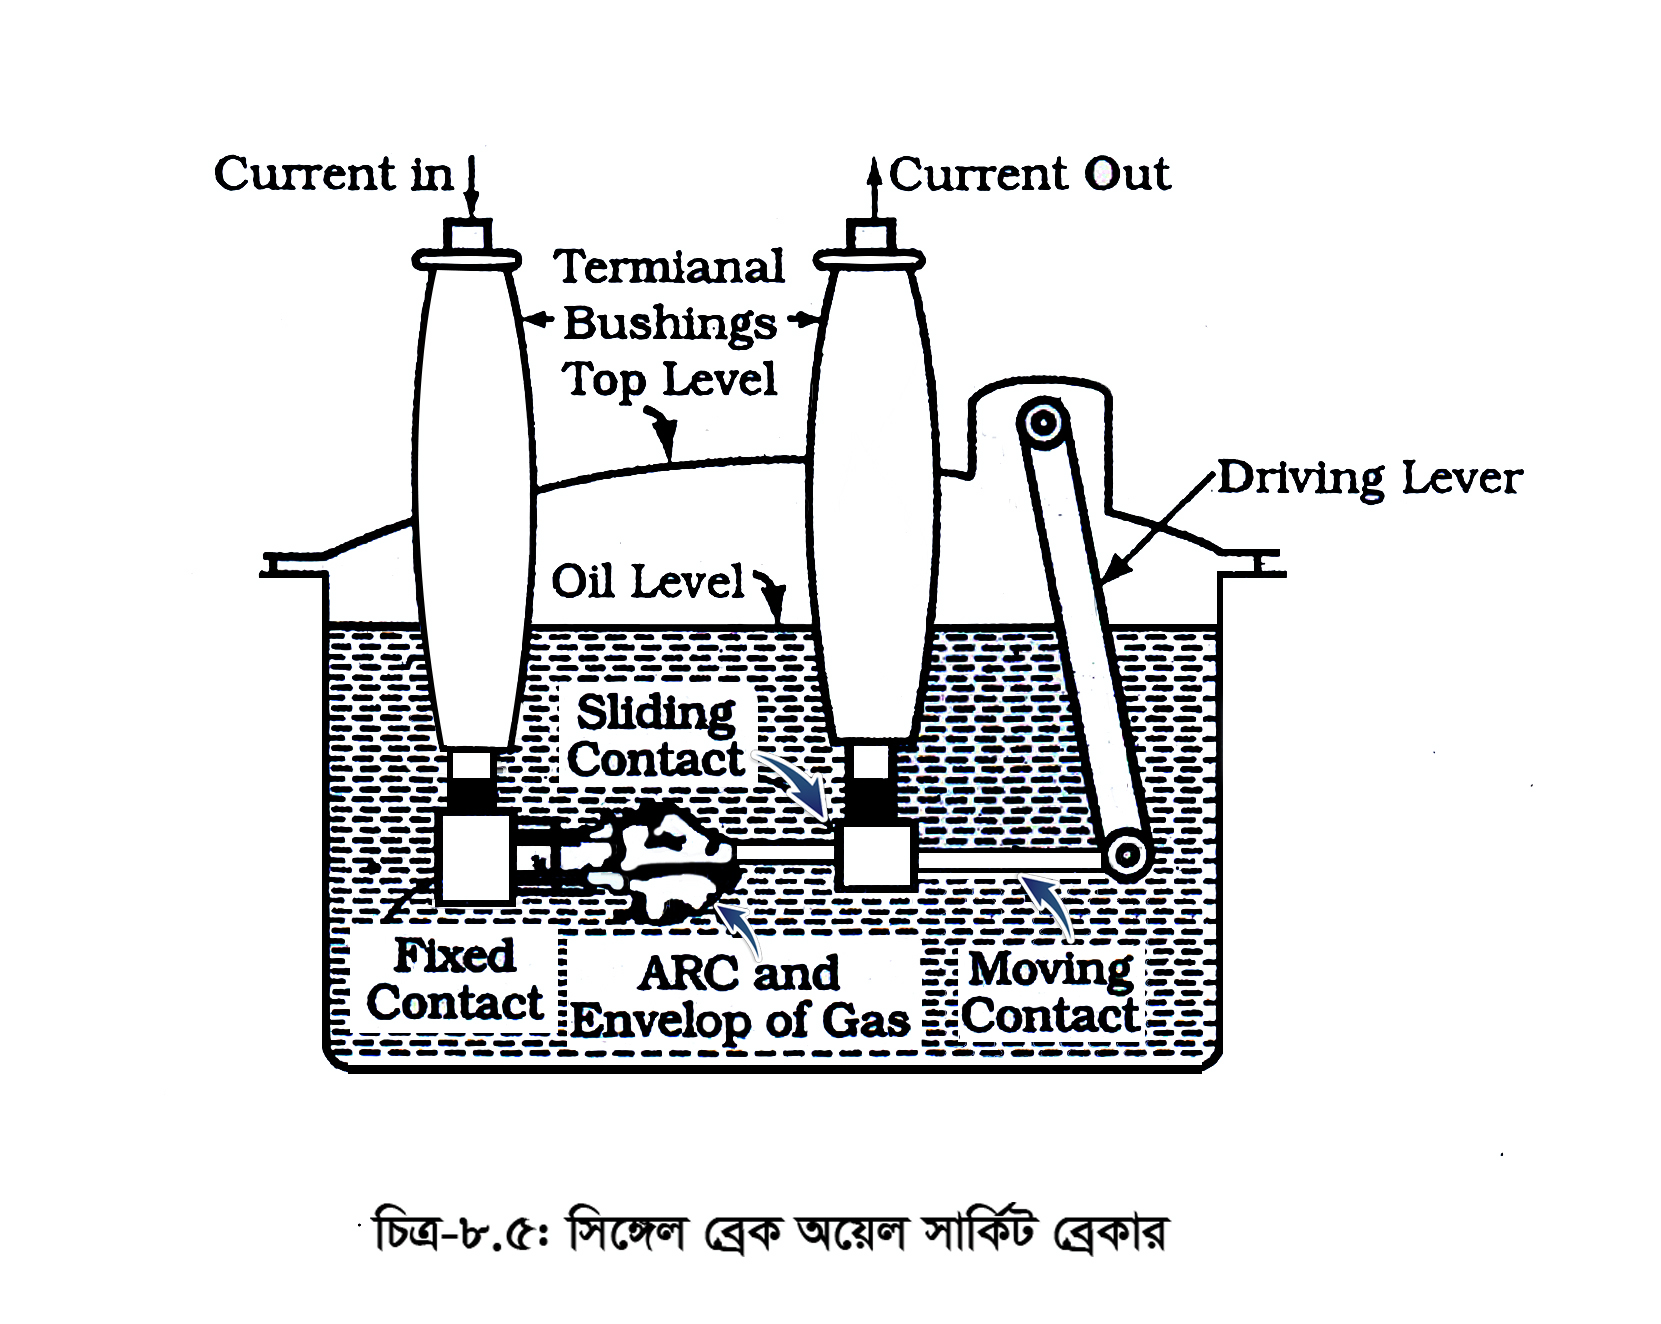 Current in
Current Out
Termianal
Bushings
Top Level
Driving Lever
Oil Level
Sliding
Contact
Fixed
Contact
ARC and
Envelop of Gas
Moving
Contact
চিত্র-৮.৫: সিঙ্গেল ব্রেক অয়েল সার্কিট ব্রেকার